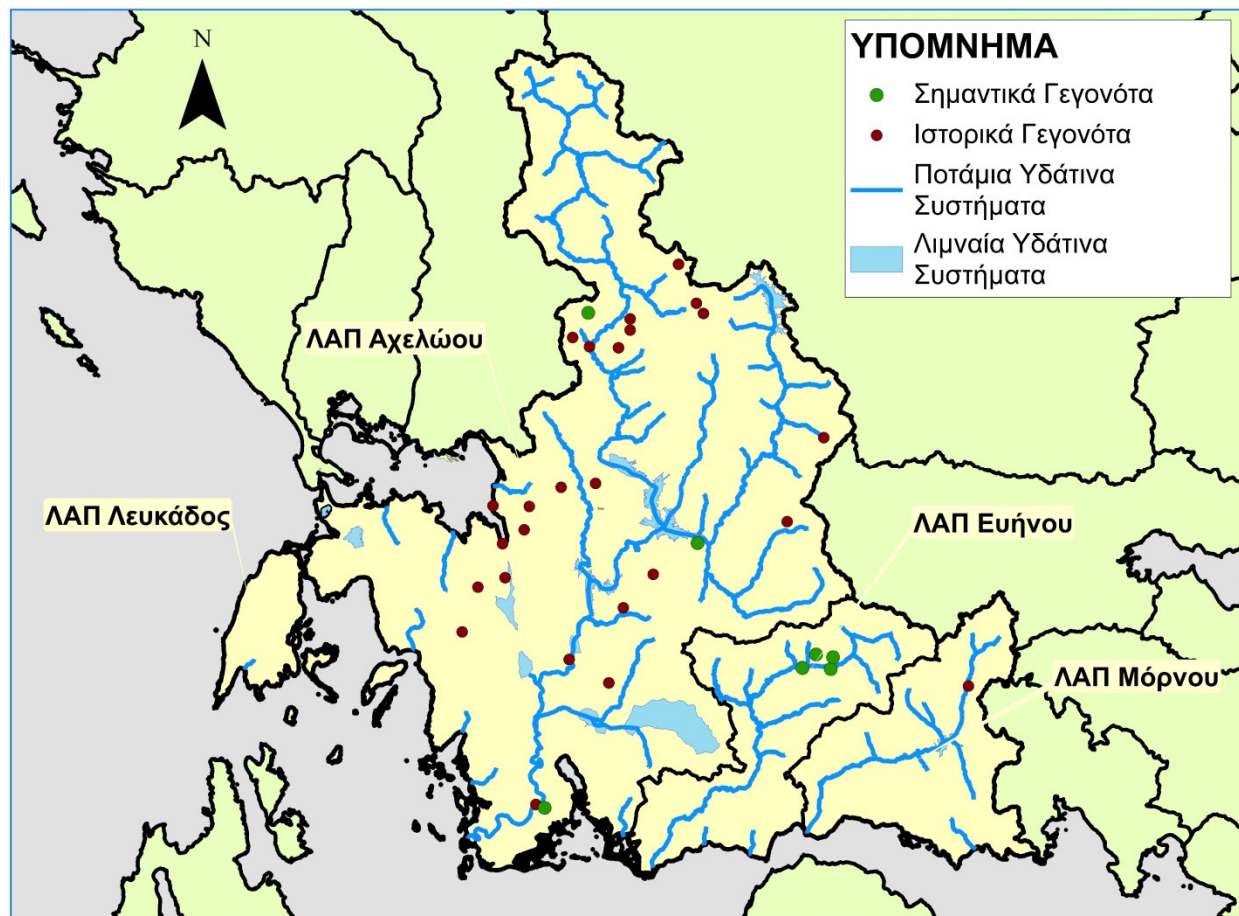 N
ΥΠΟΜΝΗΜΑ
Σημαντικά Γεγονότα
Ιστορικά Γεγονότα
Ποτάμια Υδάτινα
Συστήματα
Λιμναία Υδάτινα
Συστήματα
ΛΑΠ Αχελώου
ΛΑΠ Λευκάδος
ΛΑΠ Ευήνου
ΛΑΠ Μόρνου